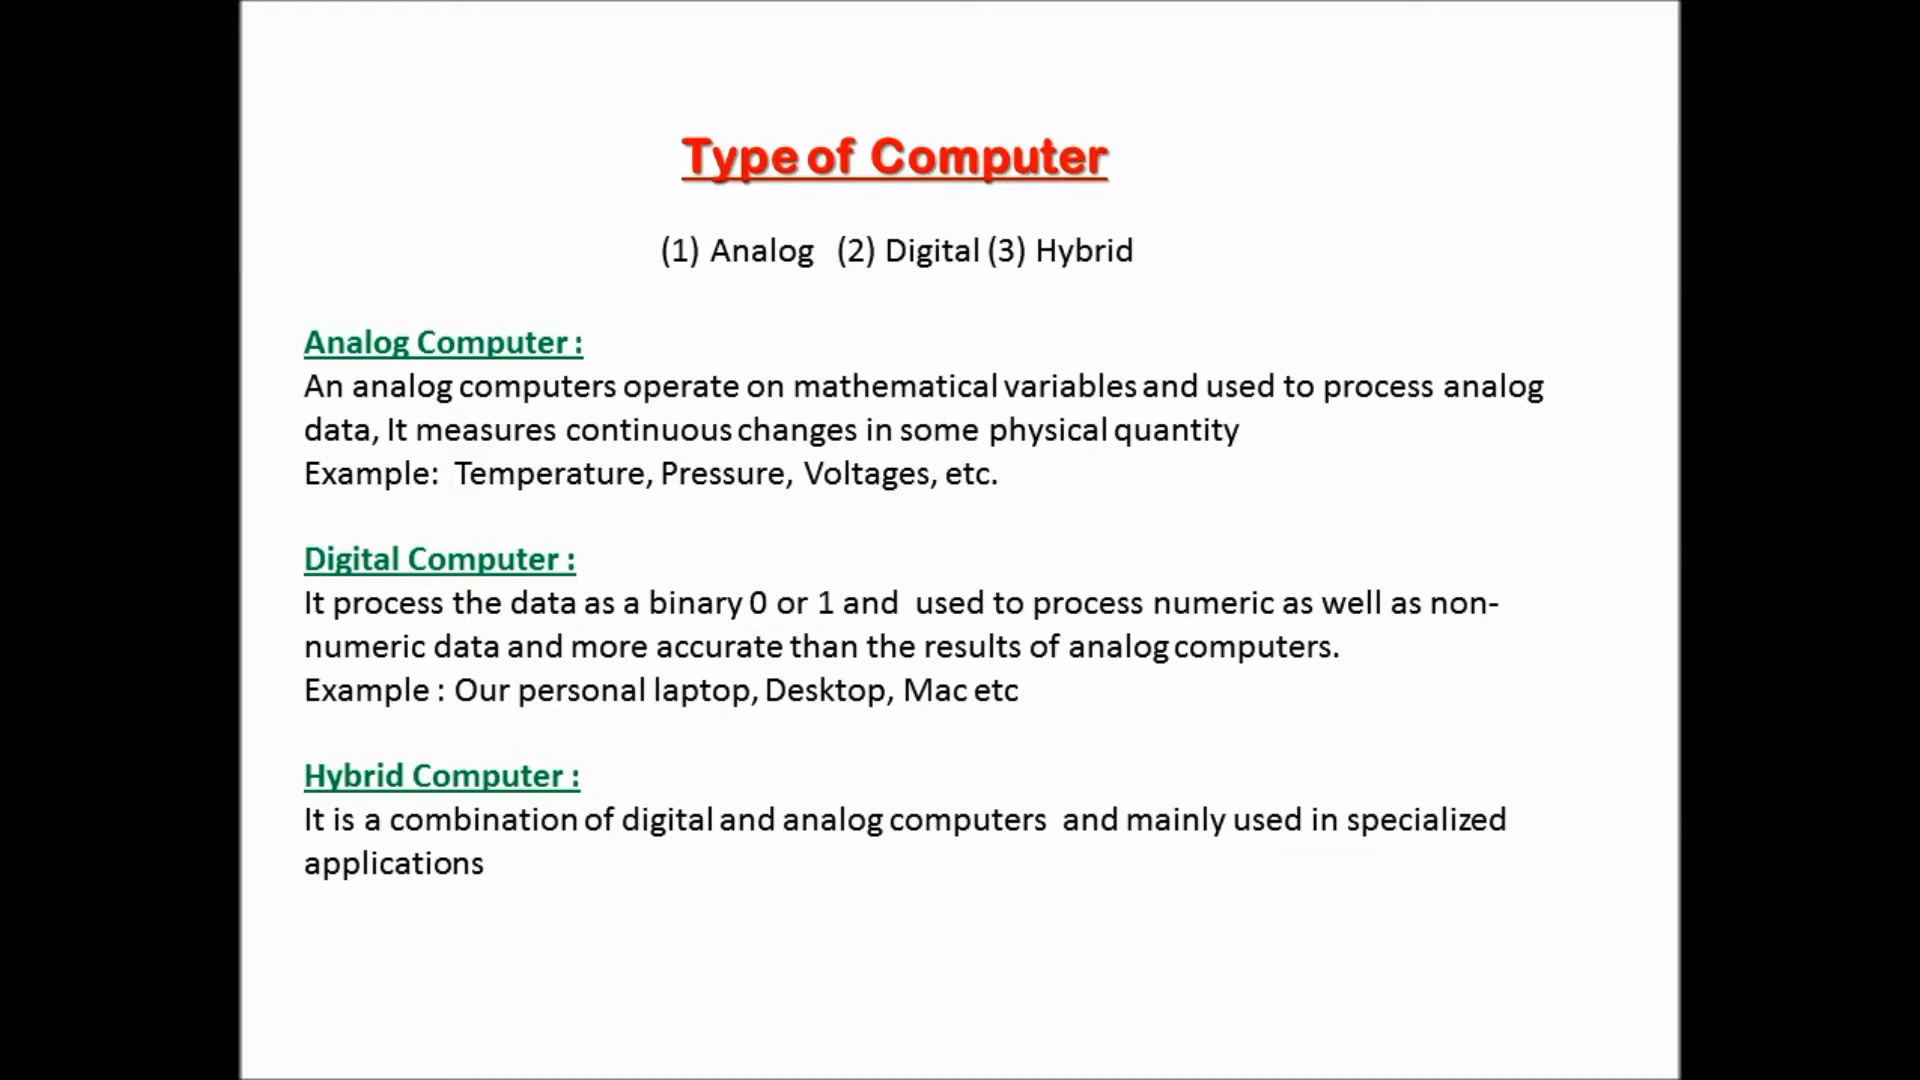 Type of Computer
(1) Analog (2) Digital (3) Hybrid
Analog Computer :
An analog computers operate on mathematical variables and used to process analog
data, It measures continuous changes in some physical quantity
Example: Temperature, Pressure, Voltages, etc.
Digital Computer :
It process the data as a binary 0 or 1 and used to process numeric as well as non-
numeric data and more accurate than the results of analog computers.
Example : Our personal laptop, Desktop, Mac etc
Hybrid Computer :
It is a combination of digital and analog computers and mainly used in specialized
applications